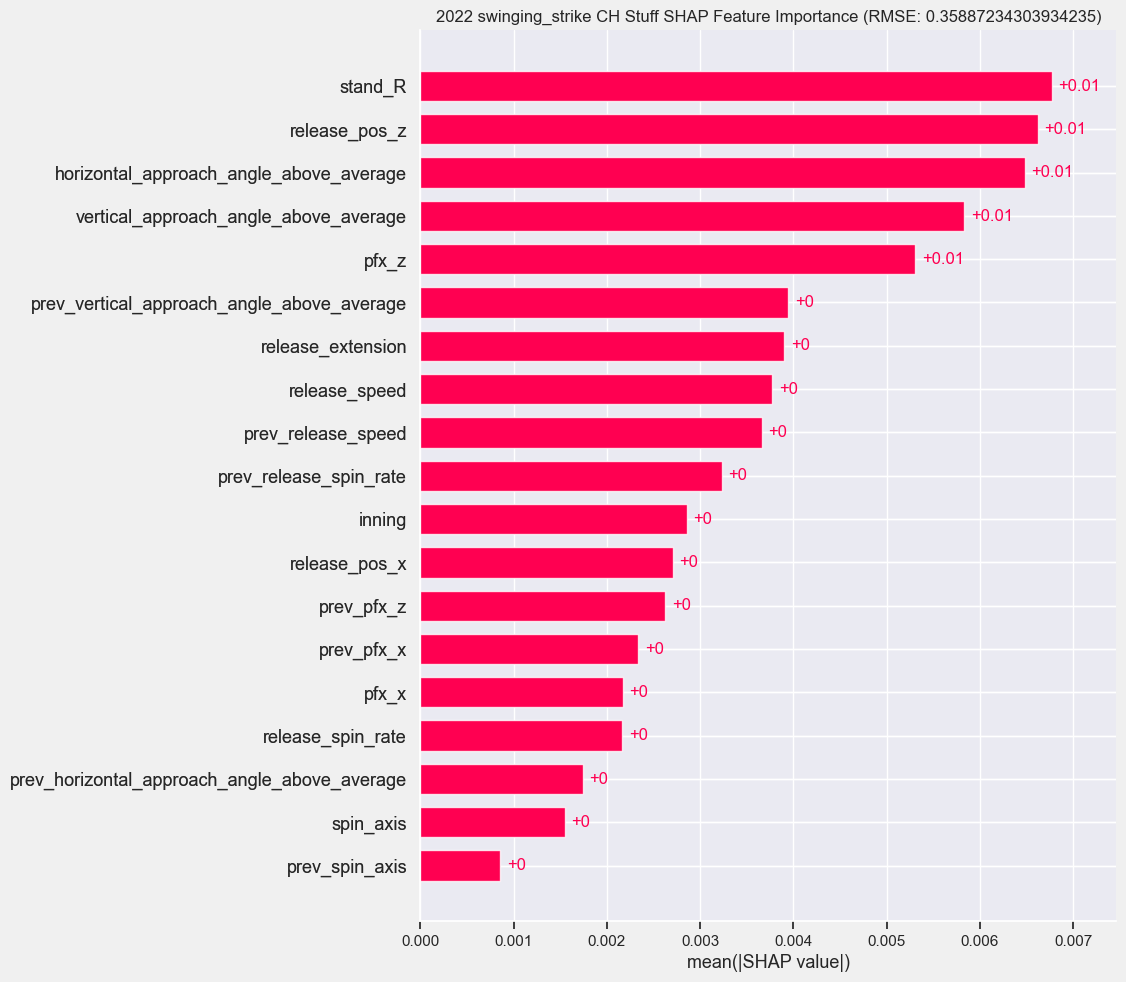 2022 swinging_strike CH Stuff SHAP Feature Importance (RMSE: 0.35887234303934235)
stand_R +0.01
release_pos_z +0.01
horizontal_approach_angle_above_average +0.01
vertical_approach_angle_above_average +0.01
pfx_z +0.01
prev_vertical_approach_angle_above_average +0
release_extension +0
release_speed +0
prev_release_speed +0
prev_release_spin_rate +0
inning +0
release_pos_x +0
prev_pfx_z +0
prev_pfx_x +0
pfx_x +0
release_spin_rate +0
prev_horizontal_approach_angle_above_average +0
spin_axis +0
prev_spin_axis +0
0.000 0.001 0.002 0.003 0.004 0.005 0.006 0.007
mean(|SHAP value|)